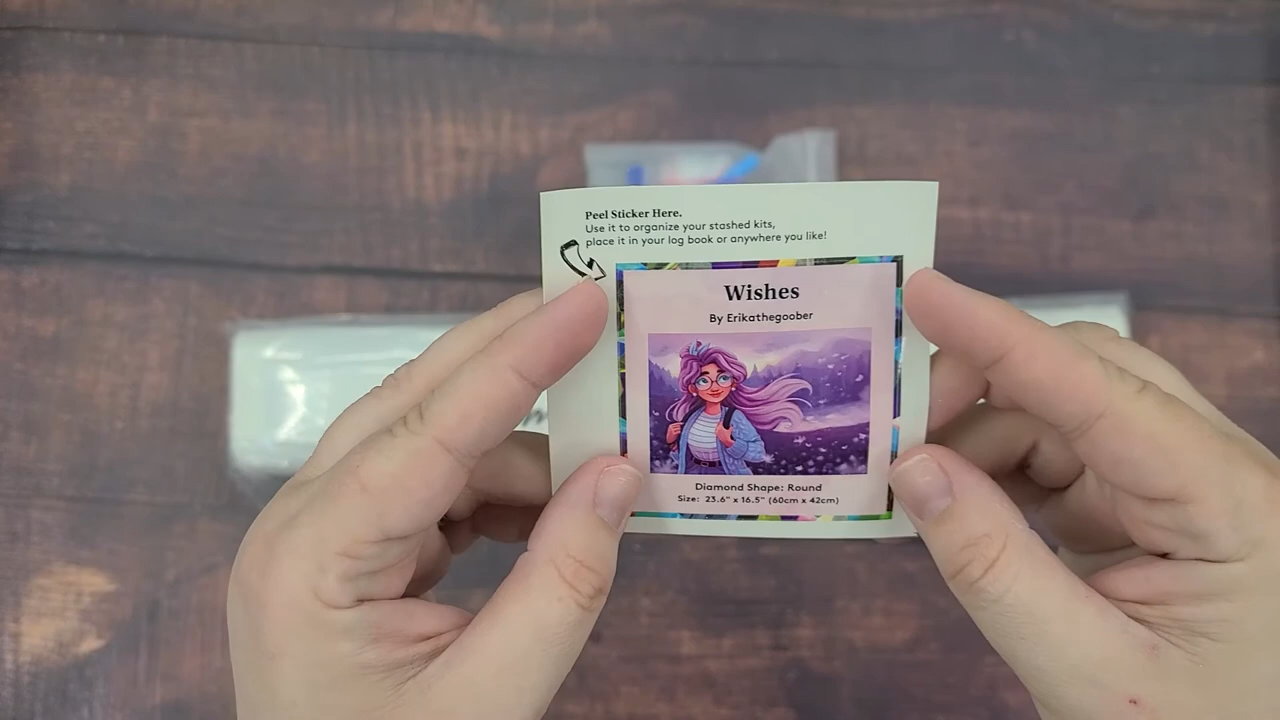 Peel Sticker Here.
Use it to organize your stashed kits,
place it in your log book or anywhere you like!
Wishes
By Erikathegoober
Diamond Shape: Round
Size: 23.6" x 16.5" (60cm x 42cm)